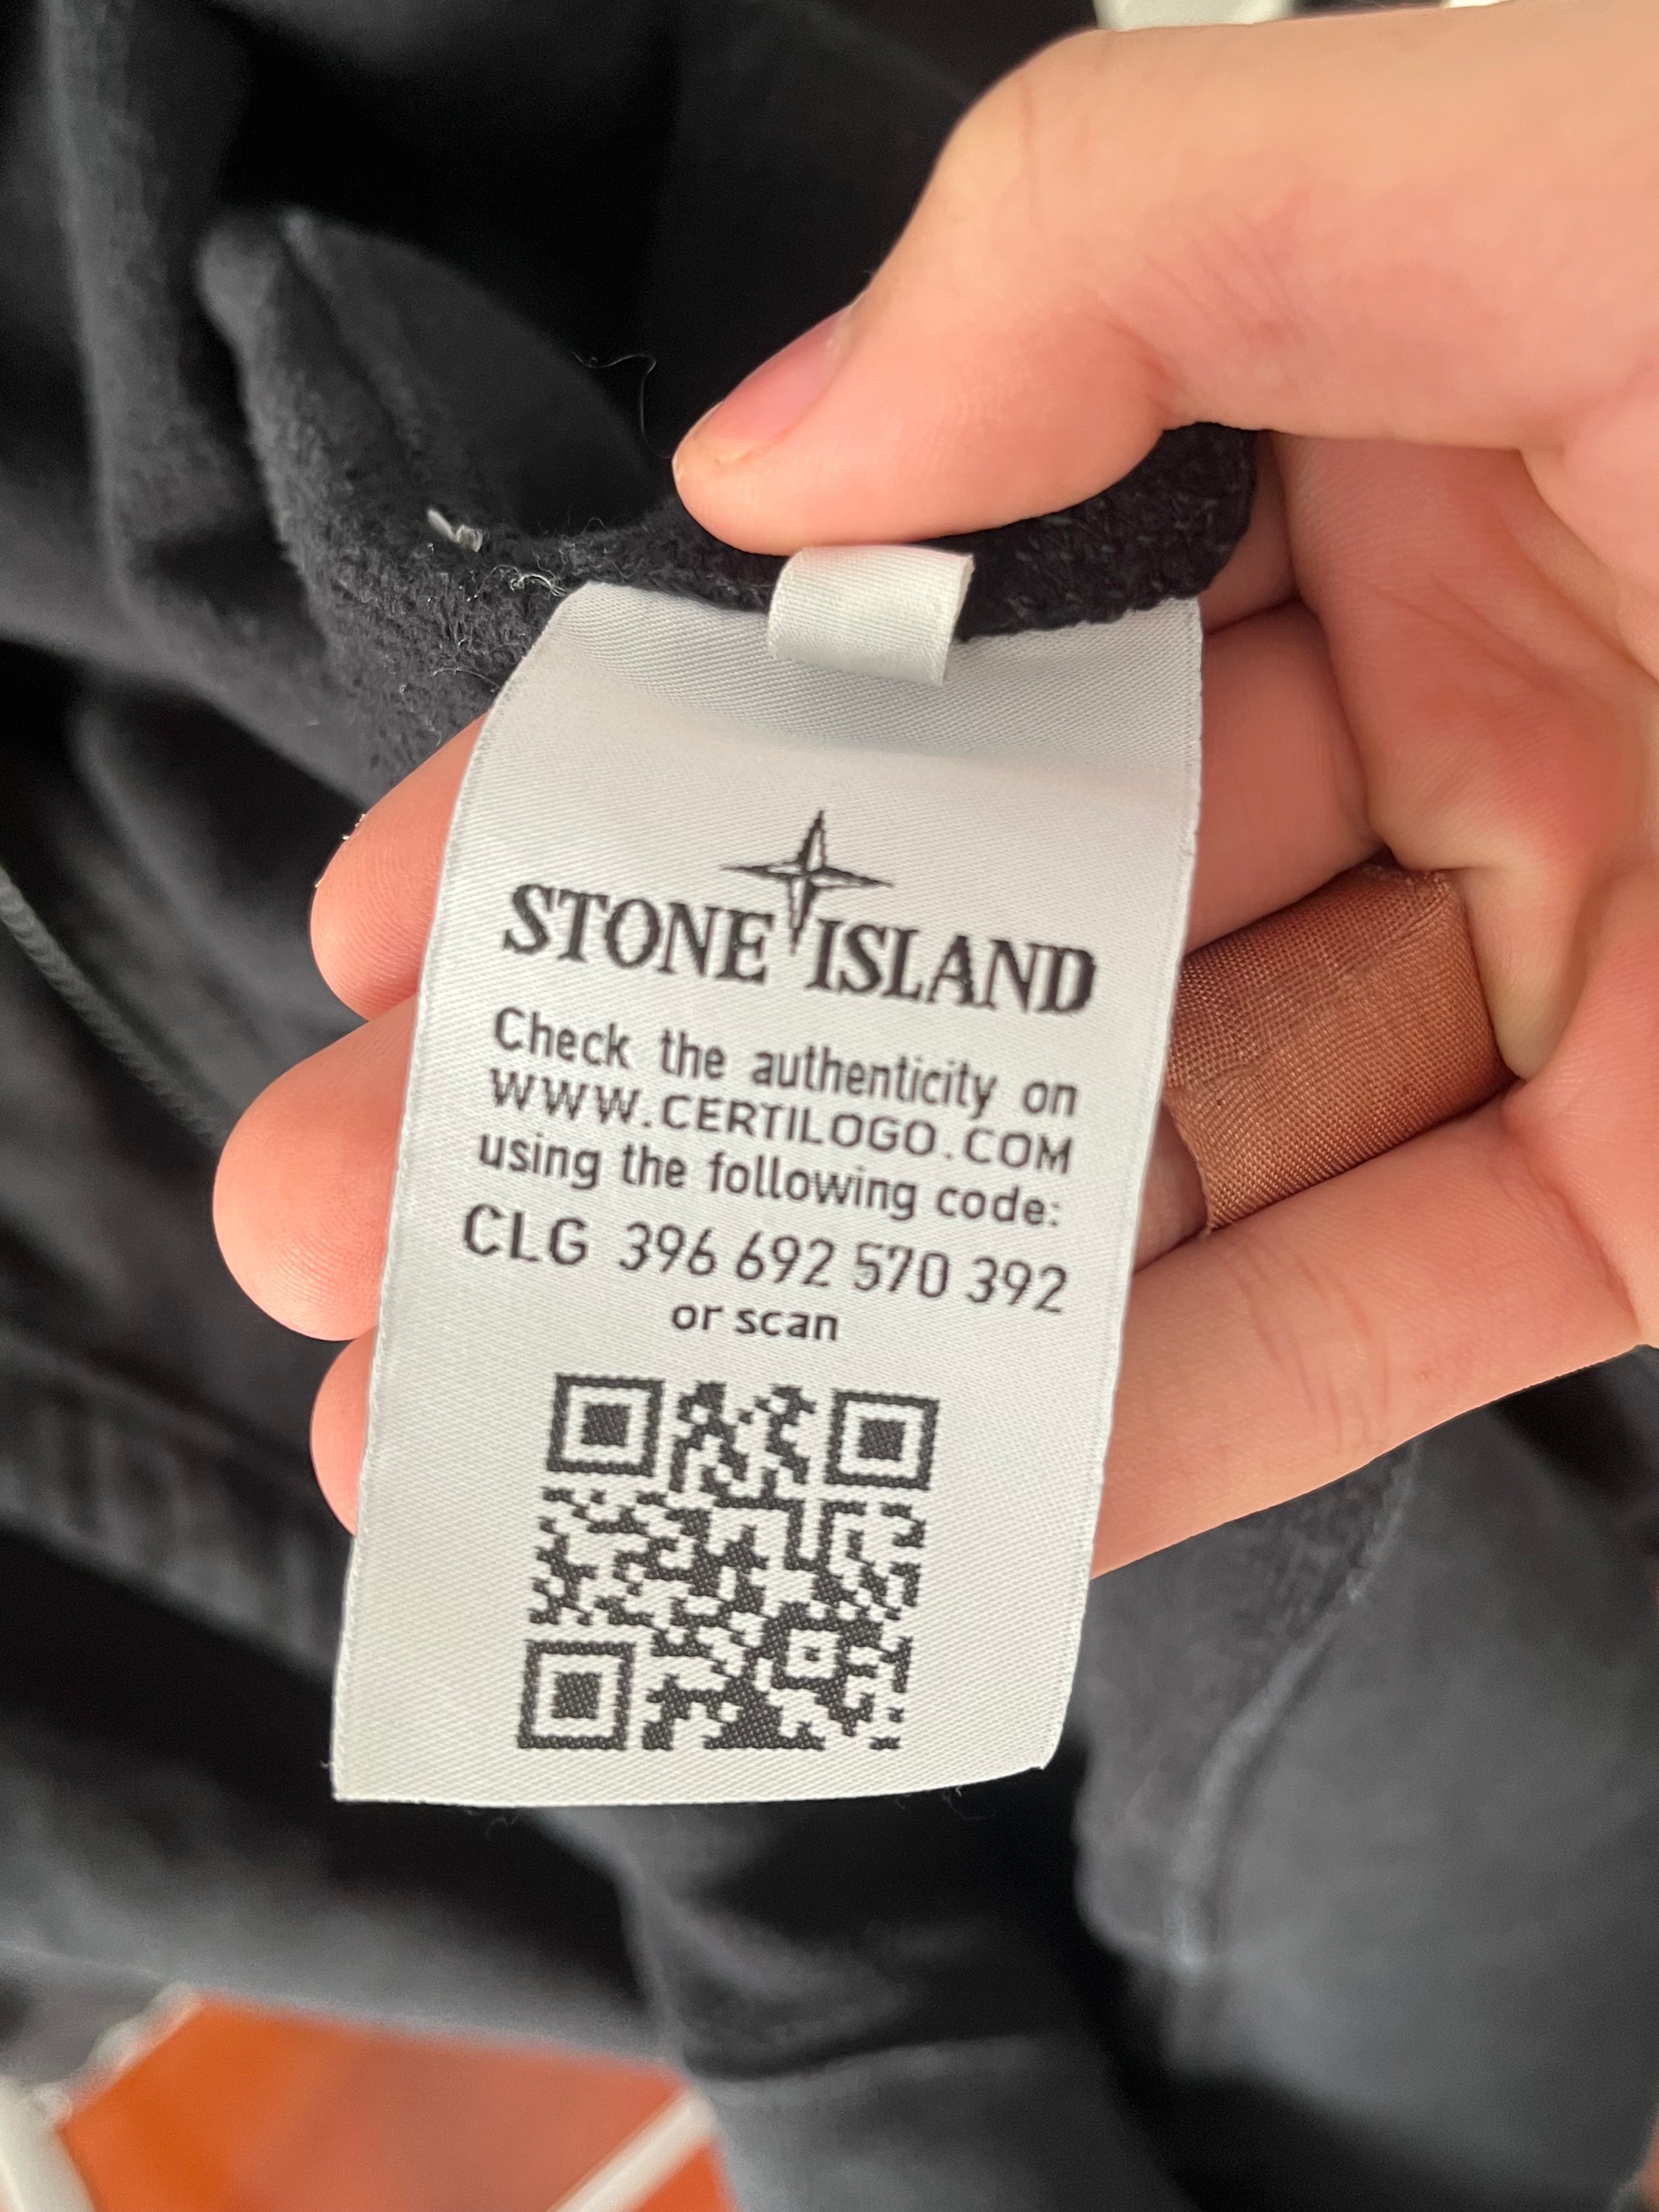 STONE ISLAND
Check the authenticity on
WWW.CERTILOGO.COM
using the following code:
CLG 396 692 570 392
or scan